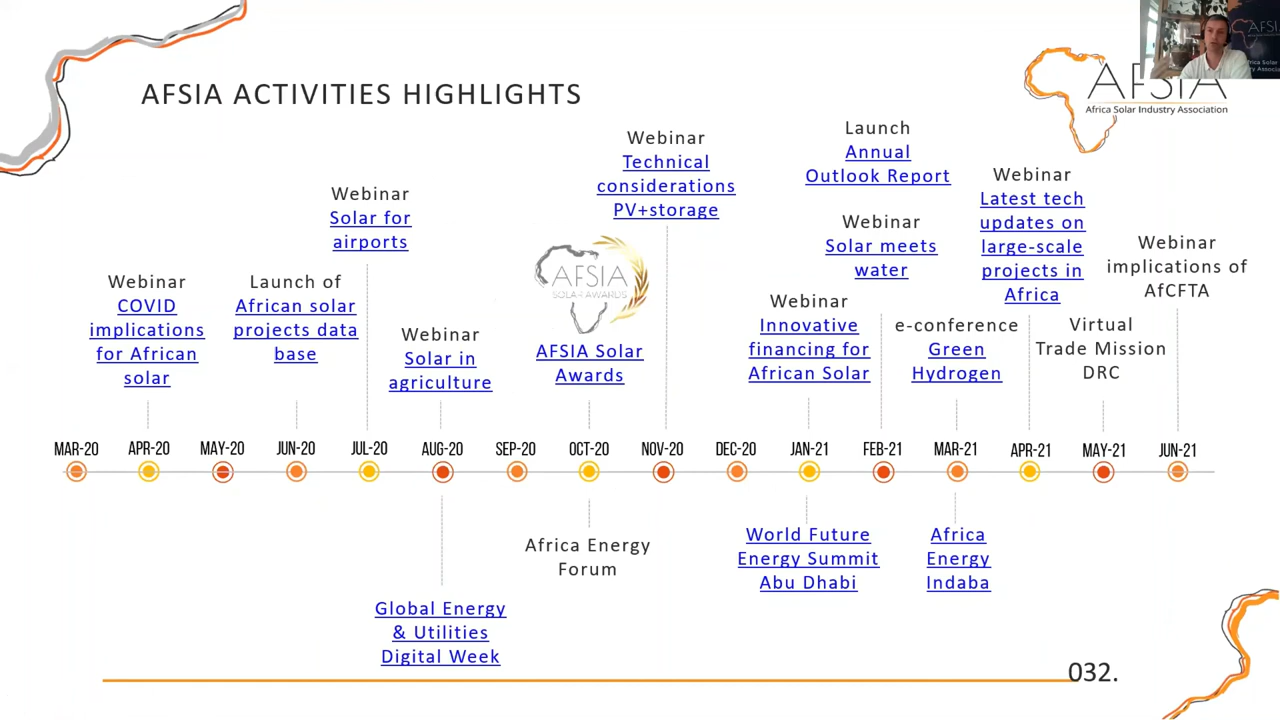 AFSIA ACTIVITIES HIGHLIGHTS
AFSIA
Africa Solar Industry Association
Webinar
COVID
implications
for African
solar
Launch of
African solar
projects data
base
Webinar
Solar for
airports
Webinar
Solar in
agriculture
AFSIA
SOLAR AWARDS
AFSIA Solar
Awards
Webinar
Technical
considerations
PV+storage
Webinar
Innovative
financing for
African Solar
Launch
Annual
Outlook Report
Webinar
Solar meets
water
e-conference
Green
Hydrogen
Webinar
Latest tech
updates on
large-scale
projects in
Africa
Virtual
Trade Mission
DRC
Webinar
implications of
AfCFTA
MAR-20
APR-20
MAY-20
JUN-20
JUL-20
AUG-20
SEP-20
OCT-20
NOV-20
DEC-20
JAN-21
FEB-21
MAR-21
APR-21
MAY-21
JUN-21
Global Energy
& Utilities
Digital Week
Africa Energy
Forum
World Future
Energy Summit
Abu Dhabi
Africa
Energy
Indaba
032.